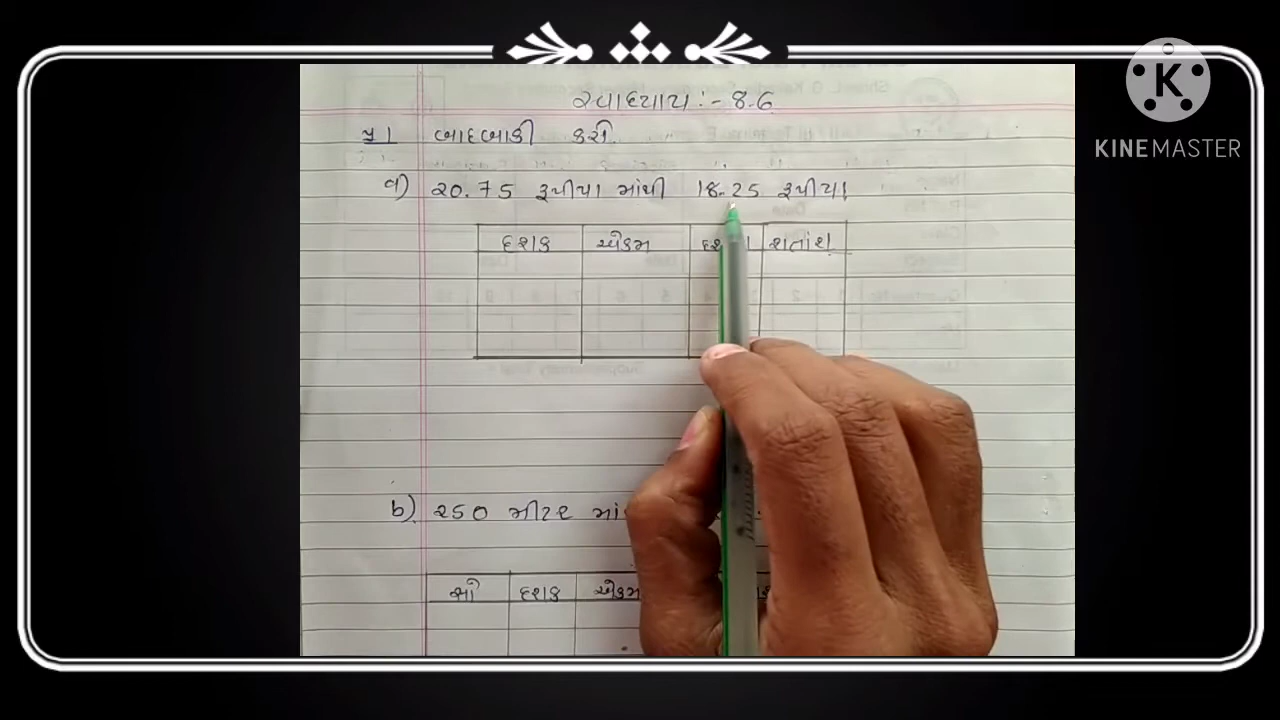 સ્વાધ્યાય :- 8.6
પ્ર 1 બાદબાકી કરો.
a) 20.75 રૂપીયા માંથી 18.25 રૂપીયા
દશક એકમ શતાંશ
b) 250 મીટર
સો દશક એકમ
KINEMASTER